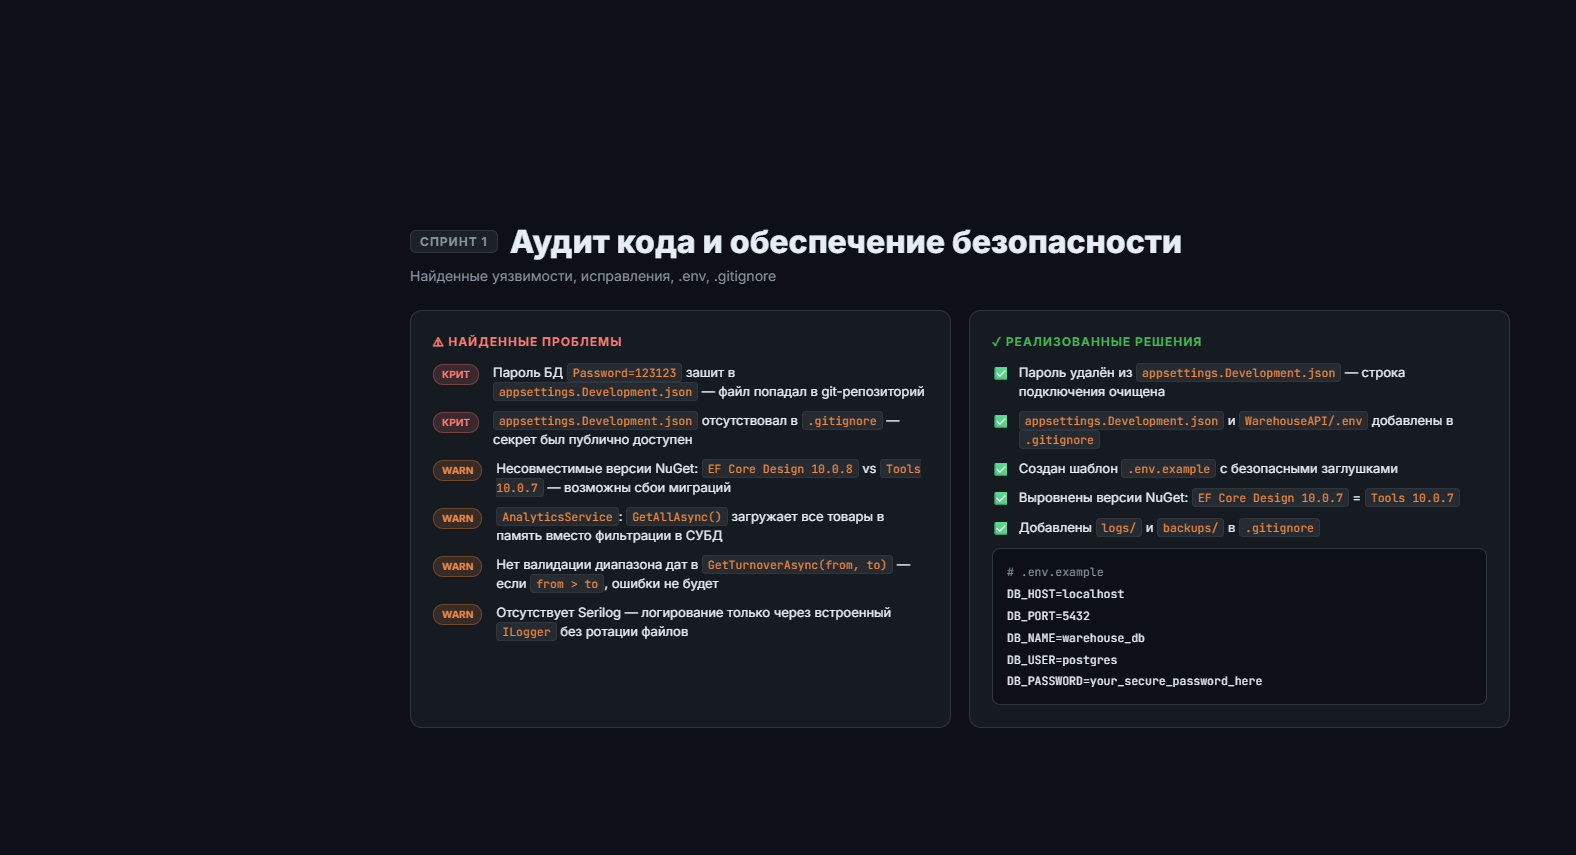 СПРИНТ 1
Аудит кода и обеспечение безопасности
Найденные уязвимости, исправления, .env, .gitignore
⚠ НАЙДЕННЫЕ ПРОБЛЕМЫ
КРИТ Пароль БД Password=123123 зашит в
appsettings.Development.json — файл попадал в git-репозиторий
КРИТ appsettings.Development.json отсутствовал в .gitignore —
секрет был публично доступен
WARN Несовместимые версии NuGet: EF Core Design 10.0.8 vs Tools
10.0.7 — возможны сбои миграций
WARN AnalyticsService: GetAllAsync() загружает все товары в
память вместо фильтрации в СУБД
WARN Нет валидации диапазона дат в GetTurnoverAsync(from, to) —
если from > to, ошибки не будет
WARN Отсутствует Serilog — логирование только через встроенный
ILogger без ротации файлов
✓ РЕАЛИЗОВАННЫЕ РЕШЕНИЯ
✅ Пароль удалён из appsettings.Development.json — строка
подключения очищена
✅ appsettings.Development.json и WarehouseAPI/.env добавлены в
.gitignore
✅ Создан шаблон .env.example с безопасными заглушками
✅ Выровнены версии NuGet: EF Core Design 10.0.7 = Tools 10.0.7
✅ Добавлены logs/ и backups/ в .gitignore
# .env.example
DB_HOST=localhost
DB_PORT=5432
DB_NAME=warehouse_db
DB_USER=postgres
DB_PASSWORD=your_secure_password_here